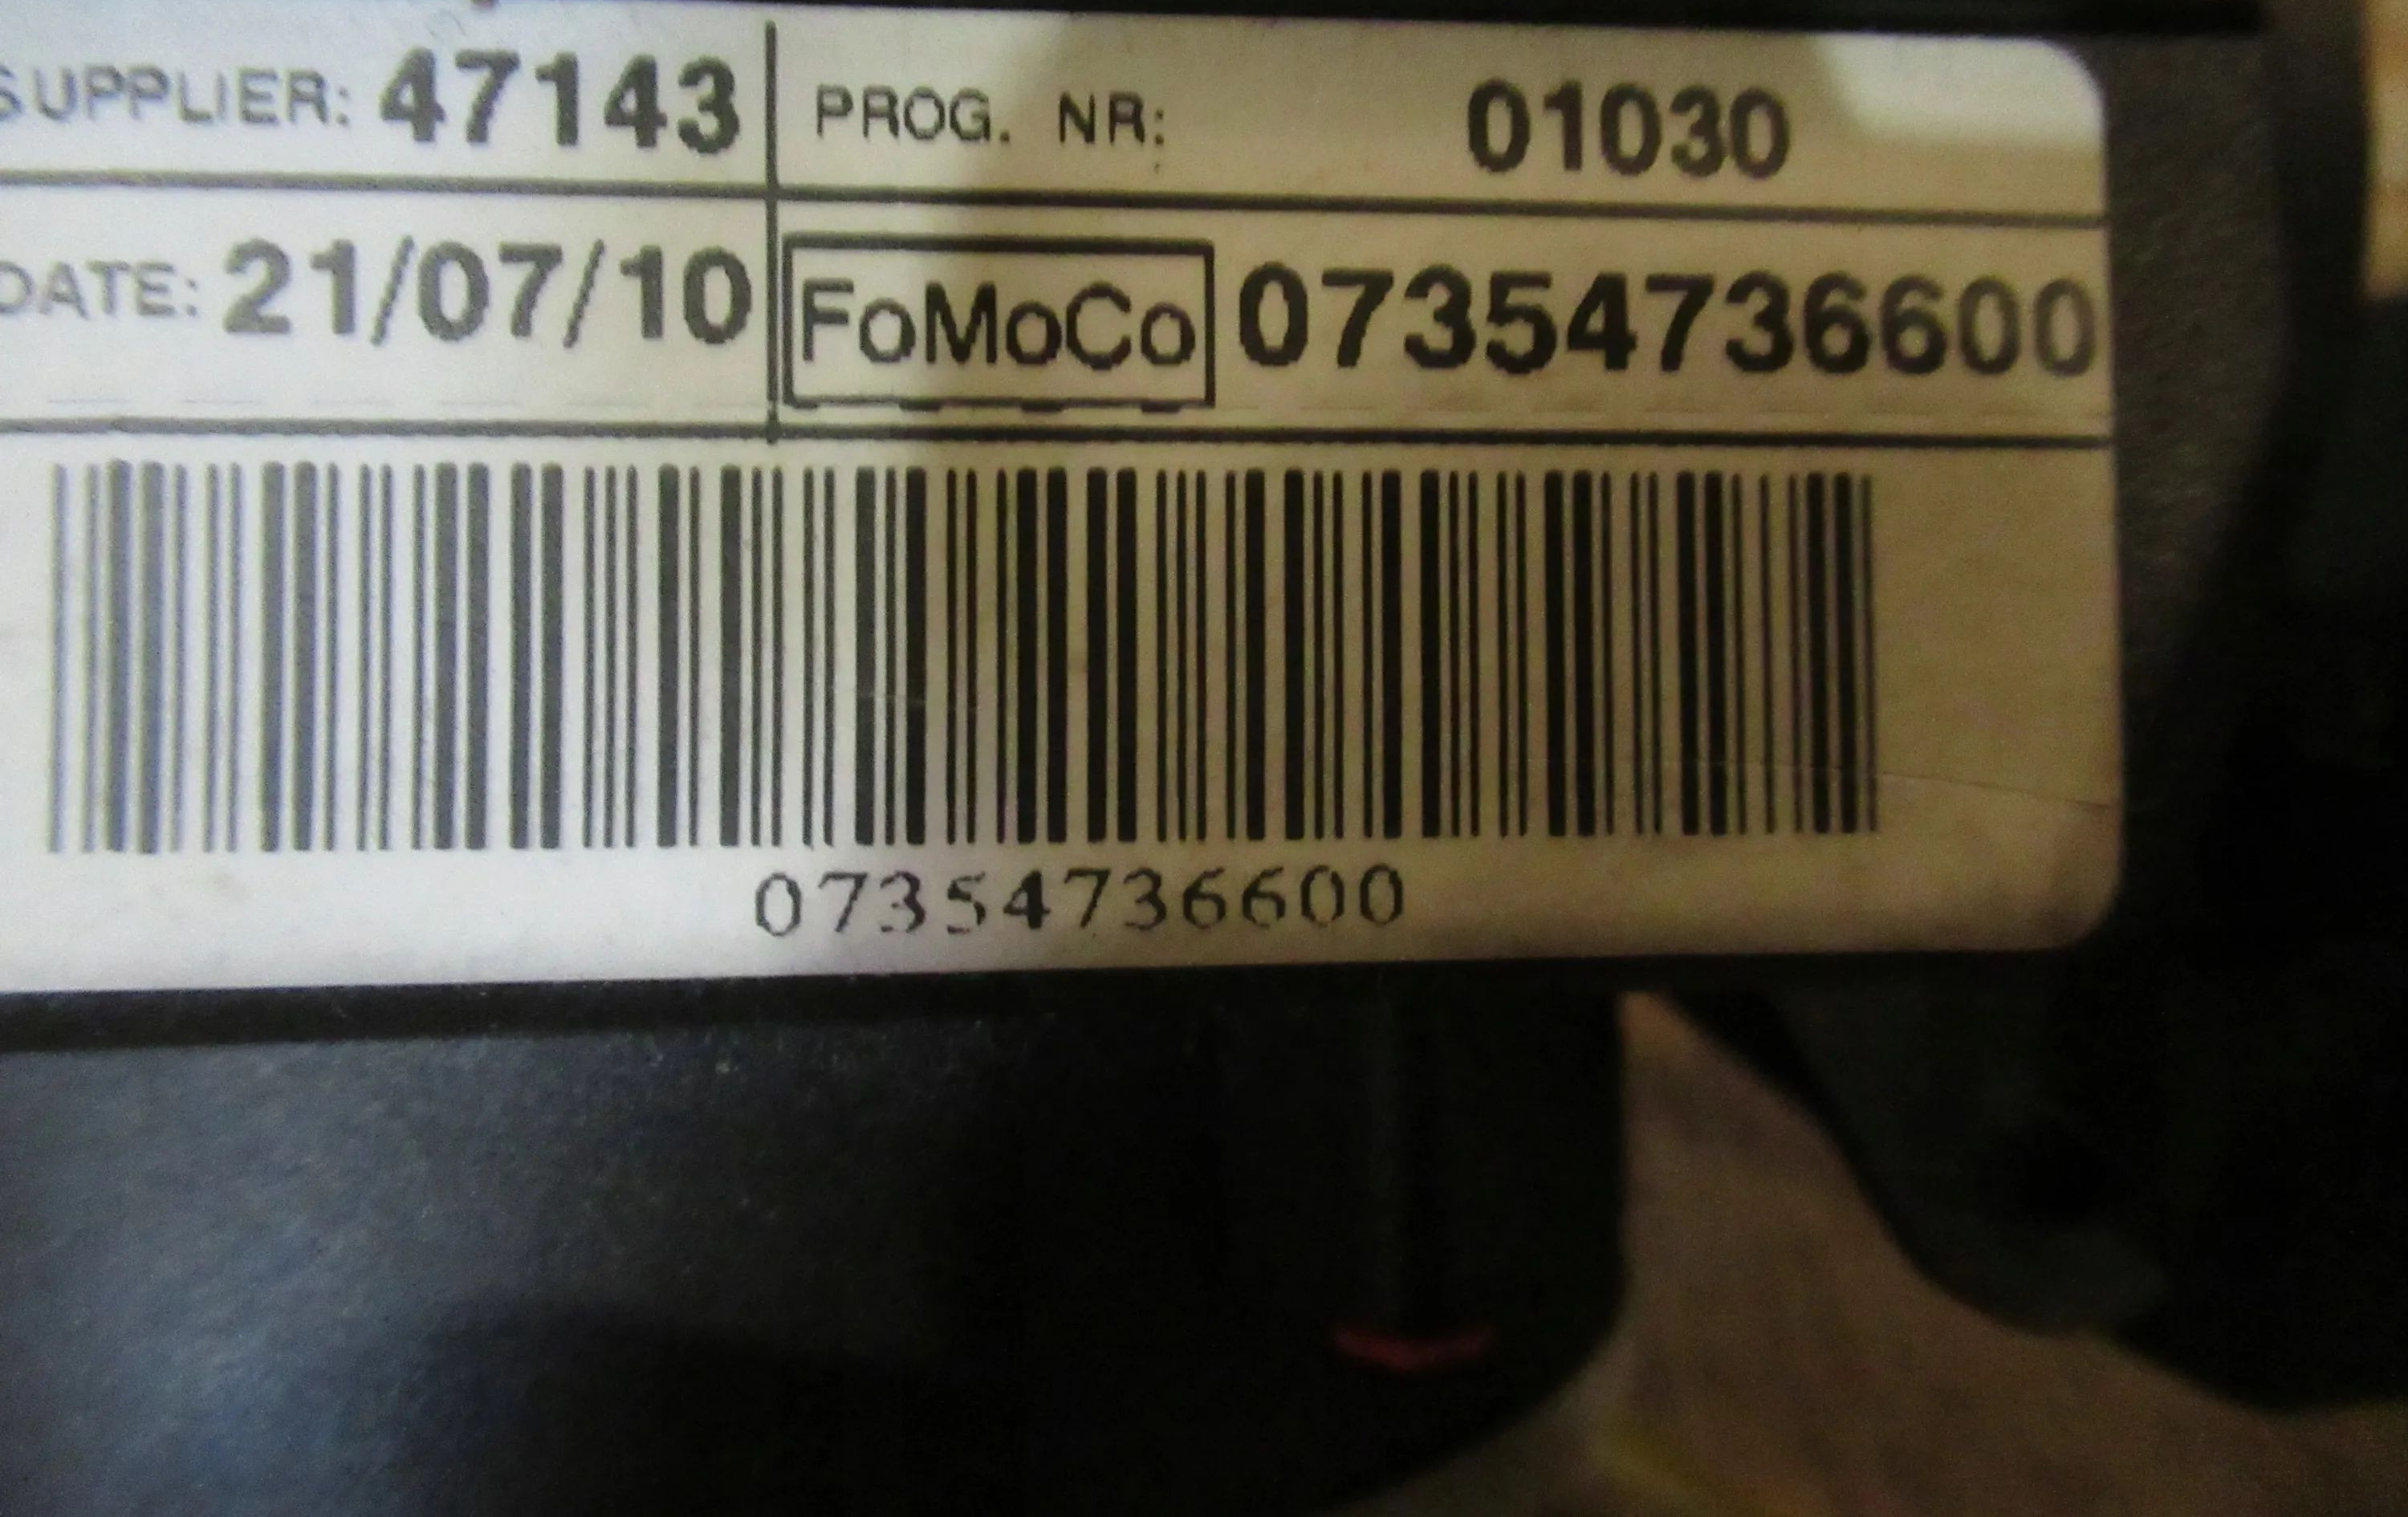 SUPPLIER: 47143 PROG. NR: 01030
DATE: 21/07/10 FoMoCo 07354736600
07354736600